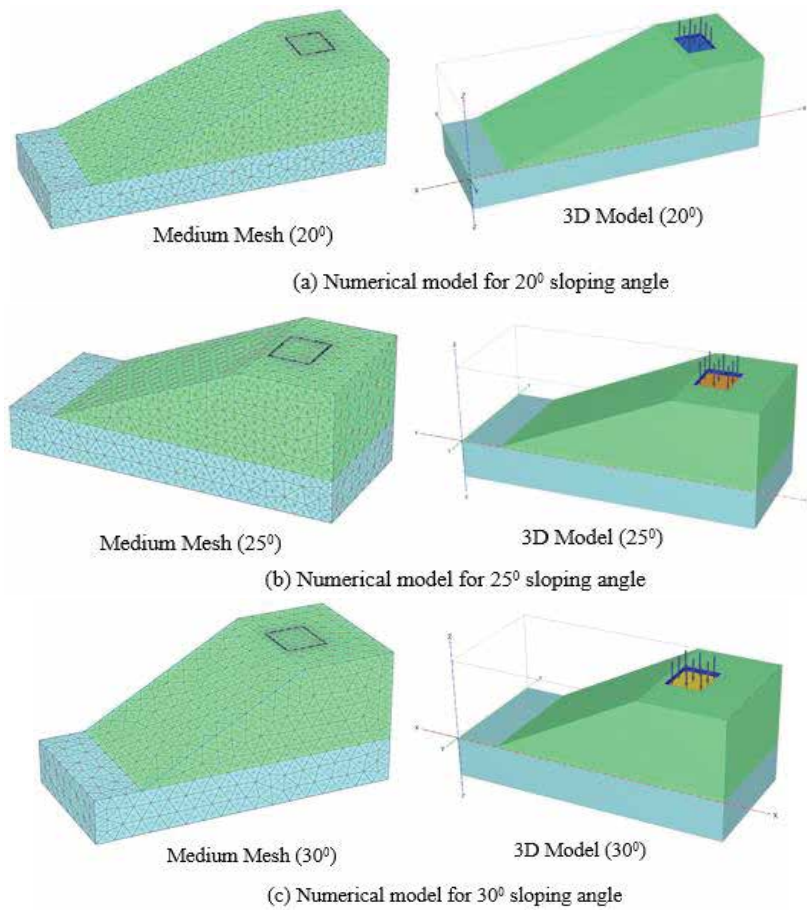 Medium Mesh (20⁰)
3D Model (20⁰)
(a) Numerical model for 20⁰ sloping angle
Medium Mesh (25⁰)
3D Model (25⁰)
(b) Numerical model for 25⁰ sloping angle
Medium Mesh (30⁰)
3D Model (30⁰)
(c) Numerical model for 30⁰ sloping angle